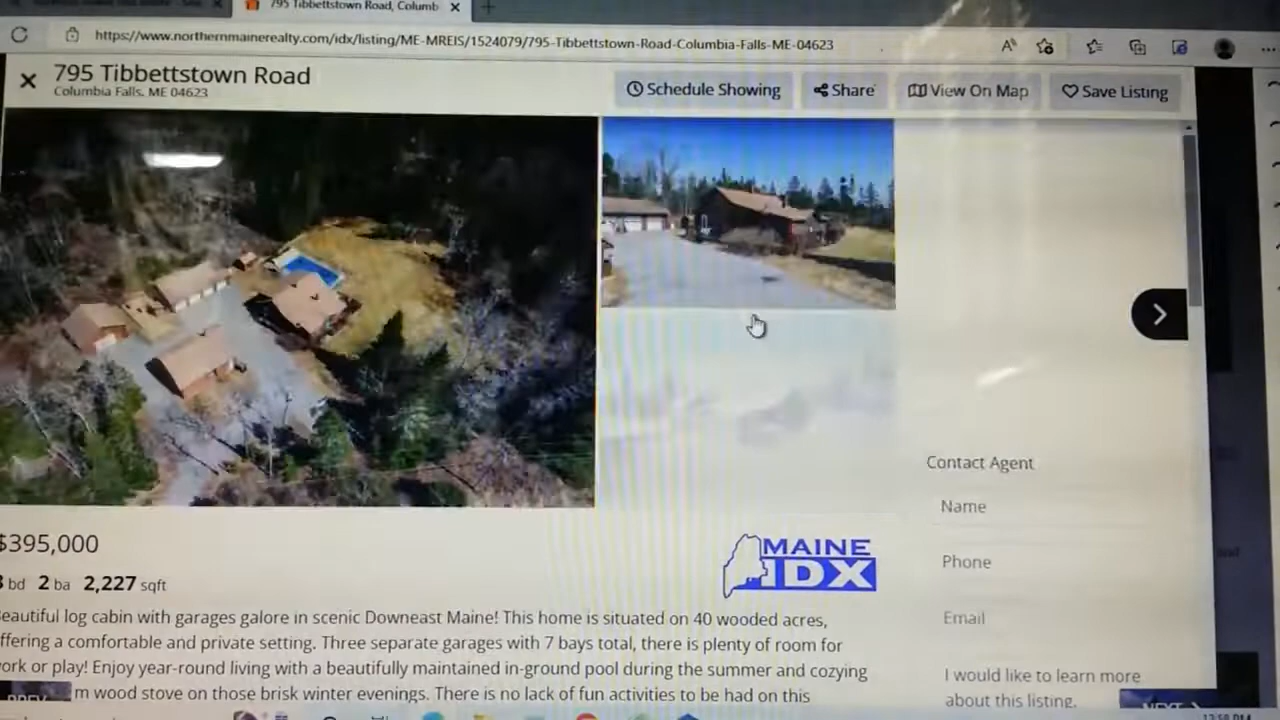 795 Tibbettstown Road, Columb
https://www.northernmainerealty.com/idx/listing/ME-MREIS/1524079/795-Tibbettstown-Road-Columbia-Falls-ME-04623
795 Tibbettstown Road
Columbia Falls, ME 04623
Schedule Showing
Share
View On Map
Save Listing
Contact Agent
Name
Phone
Email
I would like to learn more
about this listing.
$395,000
MAINE
IDX
3 bd 2 ba 2,227 sqft
eautiful log cabin with garages galore in scenic Downeast Maine! This home is situated on 40 wooded acres,
ffering a comfortable and private setting. Three separate garages with 7 bays total, there is plenty of room for
ork or play! Enjoy year-round living with a beautifully maintained in-ground pool during the summer and cozying
m wood stove on those brisk winter evenings. There is no lack of fun activities to be had on this